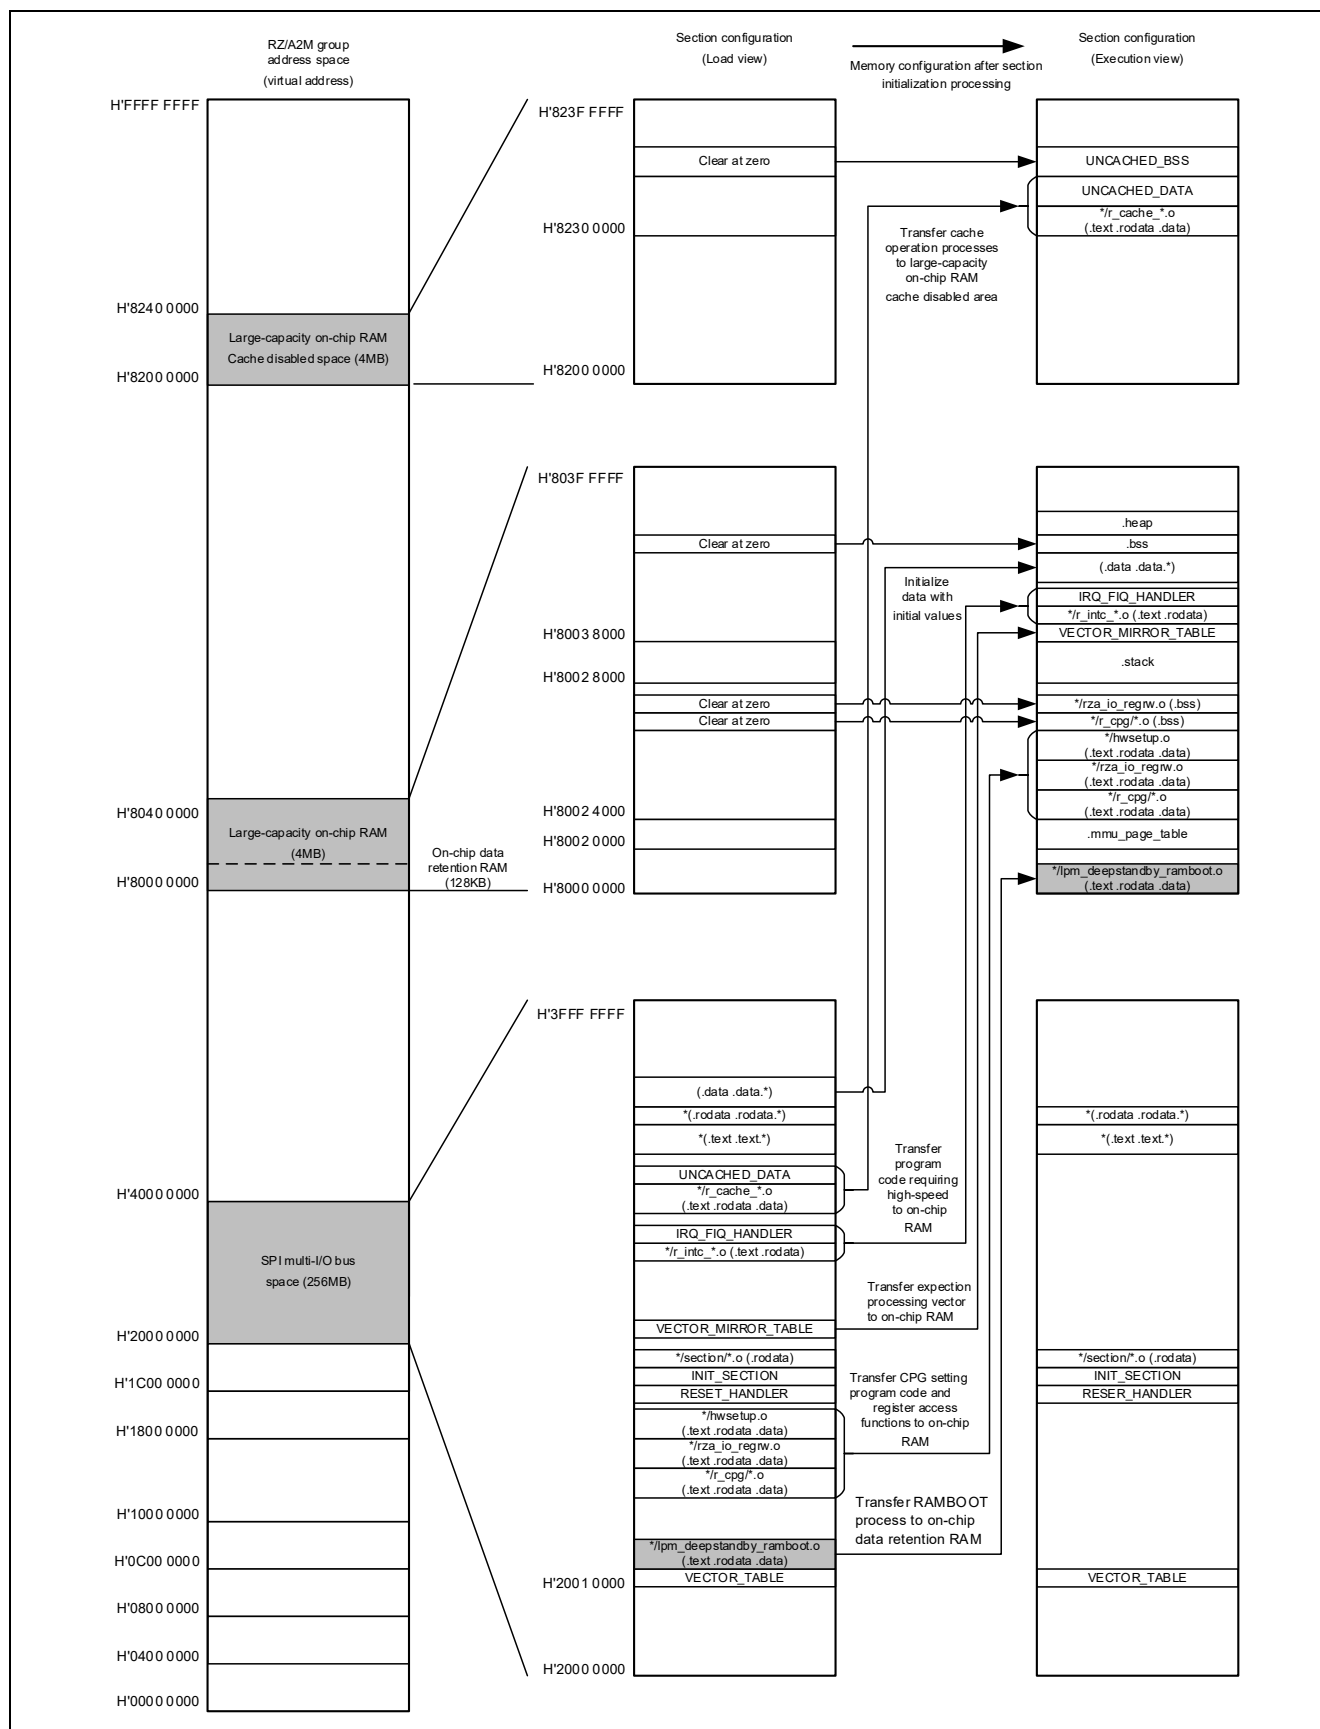 RZ/A2M group
address space
(virtual address)
H'FFFF FFFF
H'8240 0000
Large-capacity on-chip RAM
Cache disabled space (4MB)
H'8200 0000
H'8040 0000
Large-capacity on-chip RAM
(4MB)
H'8000 0000
On-chip data
retention RAM
(128KB)
H'4000 0000
SPI multi-I/O bus
space (256MB)
H'2000 0000
H'1C00 0000
H'1800 0000
H'1000 0000
H'0C00 0000
H'0800 0000
H'0400 0000
H'0000 0000
Section configuration
(Load view)
H'823F FFFF
Clear at zero
H'8230 0000
H'8200 0000
H'803F FFFF
Clear at zero
H'8003 8000
H'8002 8000
Clear at zero
Clear at zero
H'8002 4000
H'8002 0000
H'8000 0000
H'3FFF FFFF
(.data .data.*)
*(.rodata .rodata.*)
*(.text .text.*)
UNCACHED_DATA
*/r_cache_*.o
(.text .rodata .data)
IRQ_FIQ_HANDLER
*/r_intc_*.o (.text .rodata)
VECTOR_MIRROR_TABLE
*/section/*.o (.rodata)
INIT_SECTION
RESET_HANDLER
*/hwsetup.o
(.text .rodata .data)
*/rza_io_regrw.o
(.text .rodata .data)
*/r_cpg/*.o
(.text .rodata .data)
*/lpm_deepstandby_ramboot.o
(.text .rodata .data)
VECTOR_TABLE
H'2001 0000
H'2000 0000
Memory configuration after section
initialization processing
Transfer cache
operation processes
to large-capacity
on-chip RAM
cache disabled area
Initialize
data with
initial values
Transfer
program
code requiring
high-speed
to on-chip
RAM
Transfer expection
processing vector
to on-chip RAM
Transfer CPG setting
program code and
register access
functions to on-chip
RAM
Transfer RAMBOOT
process to on-chip
data retention RAM
Section configuration
(Execution view)
UNCACHED_BSS
UNCACHED_DATA
*/r_cache_*.o
(.text .rodata .data)
.heap
.bss
(.data .data.*)
IRQ_FIQ_HANDLER
*/r_intc_*.o (.text .rodata)
VECTOR_MIRROR_TABLE
.stack
*/rza_io_regrw.o (.bss)
*/r_cpg/*.o (.bss)
*/hwsetup.o
(.text .rodata .data)
*/rza_io_regrw.o
(.text .rodata .data)
*/r_cpg/*.o
(.text .rodata .data)
.mmu_page_table
*/lpm_deepstandby_ramboot.o
(.text .rodata .data)
*(.rodata .rodata.*)
*(.text .text.*)
*/section/*.o (.rodata)
INIT_SECTION
RESER_HANDLER
VECTOR_TABLE